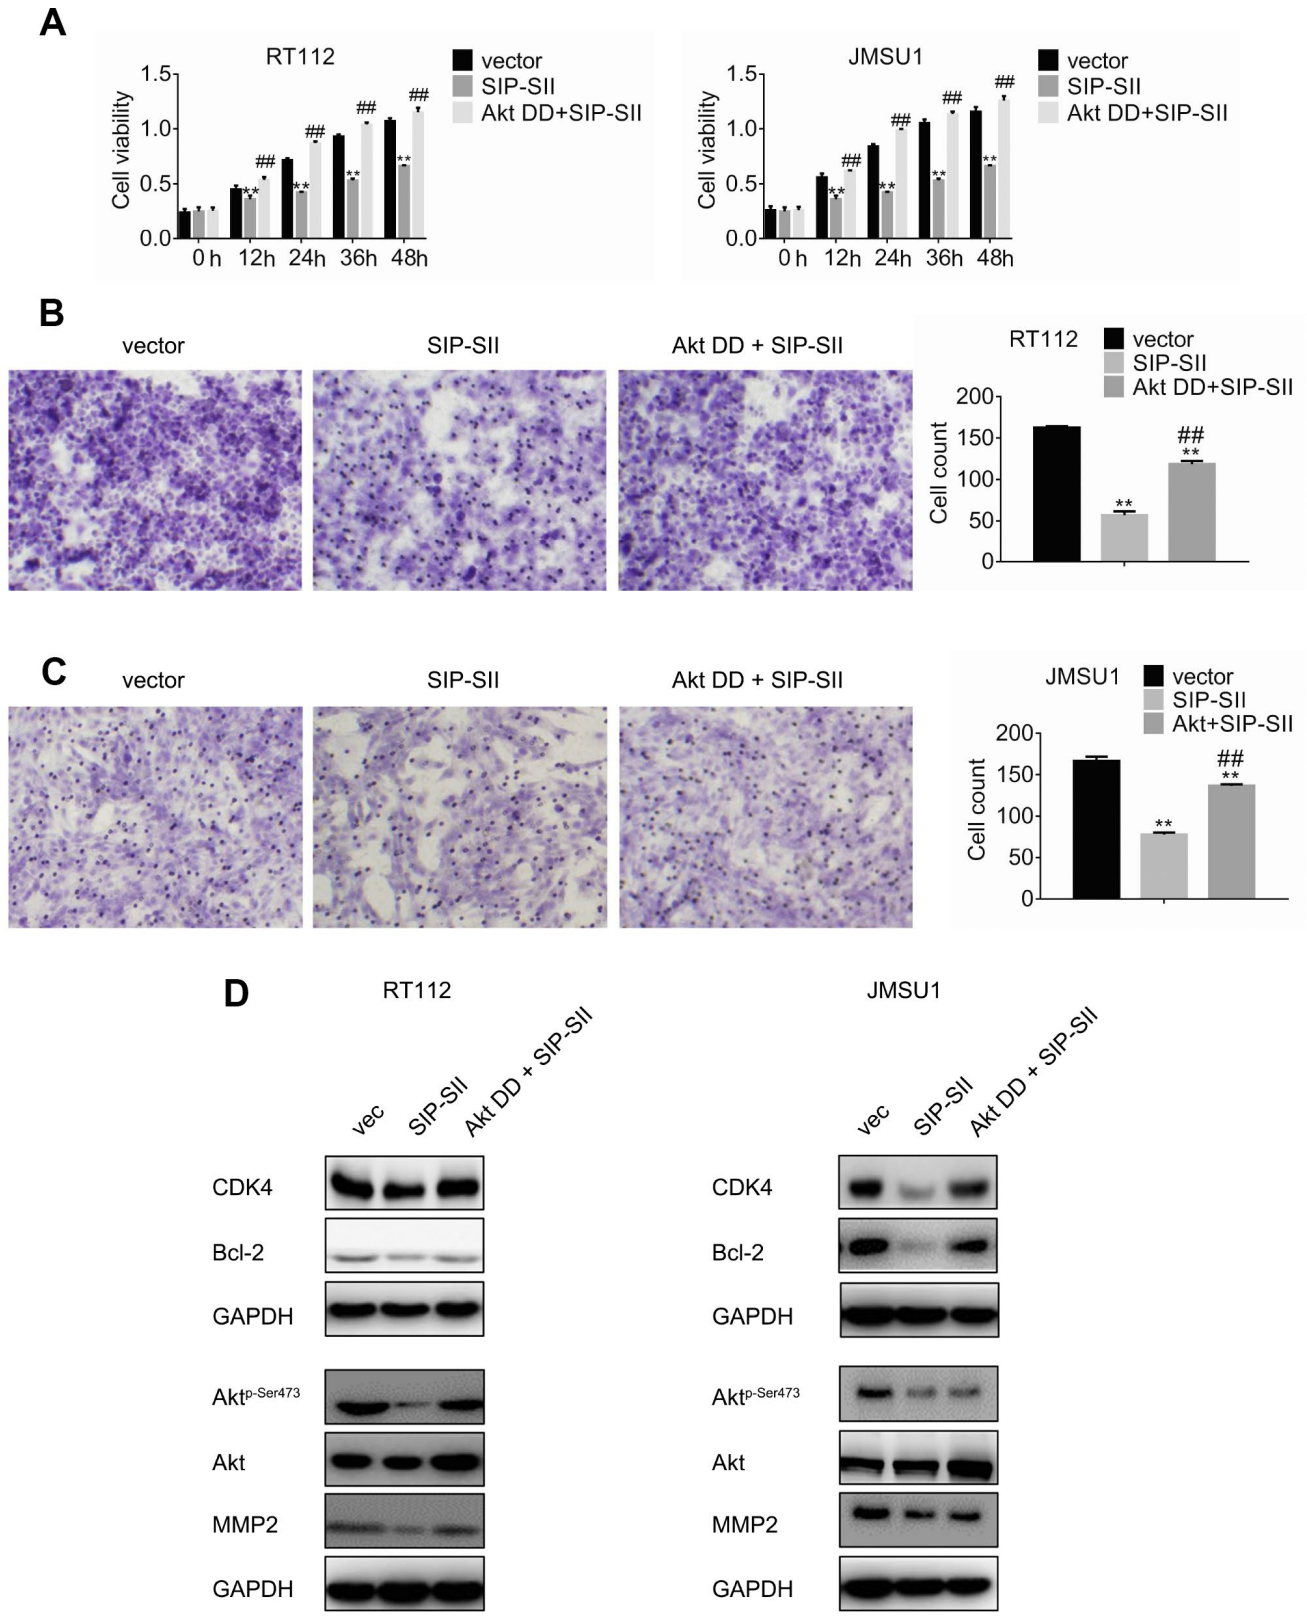 A
RT112
vector
SIP-SII
Akt DD+SIP-SII
Cell viability
1.5
1.0
0.5
0.0
##
##
##
##
**
**
**
**
0 h 12h 24h 36h 48h
JMSU1
vector
SIP-SII
Akt DD+SIP-SII
Cell viability
1.5
1.0
0.5
0.0
##
##
##
##
**
**
**
**
0 h 12h 24h 36h 48h
B
vector SIP-SII Akt DD + SIP-SII
RT112
vector
SIP-SII
Akt DD+SIP-SII
Cell count
200
150
100
50
0
**
##
**
C
vector SIP-SII Akt DD + SIP-SII
JMSU1
vector
SIP-SII
Akt+SIP-SII
Cell count
200
150
100
50
0
**
##
**
D
RT112
vec
SIP-SII
Akt DD + SIP-SII
CDK4
Bcl-2
GAPDH
Aktp-Ser473
Akt
MMP2
GAPDH
JMSU1
vec
SIP-SII
Akt DD + SIP-SII
CDK4
Bcl-2
GAPDH
Aktp-Ser473
Akt
MMP2
GAPDH